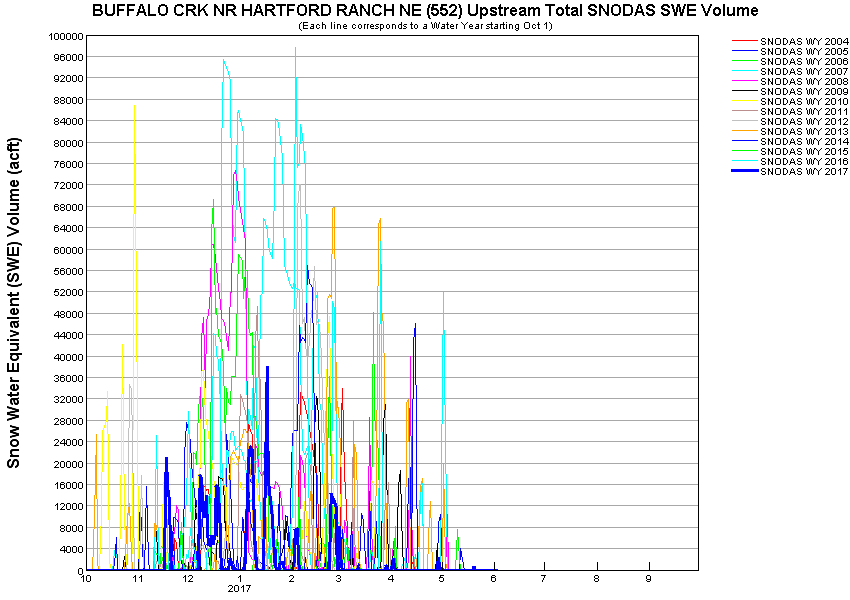 BUFFALO CRK NR HARTFORD RANCH NE (552) Upstream Total SNODAS SWE Volume
(Each line corresponds to a Water Year starting Oct 1)
Snow Water Equivalent (SWE) Volume (acft)
100000
96000
92000
88000
84000
80000
76000
72000
68000
64000
60000
56000
52000
48000
44000
40000
36000
32000
28000
24000
20000
16000
12000
8000
4000
0
10 11 12 1 2 3 4 5 6 7 8 9
2017
SNODAS WY 2004
SNODAS WY 2005
SNODAS WY 2006
SNODAS WY 2007
SNODAS WY 2008
SNODAS WY 2009
SNODAS WY 2010
SNODAS WY 2011
SNODAS WY 2012
SNODAS WY 2013
SNODAS WY 2014
SNODAS WY 2015
SNODAS WY 2016
SNODAS WY 2017